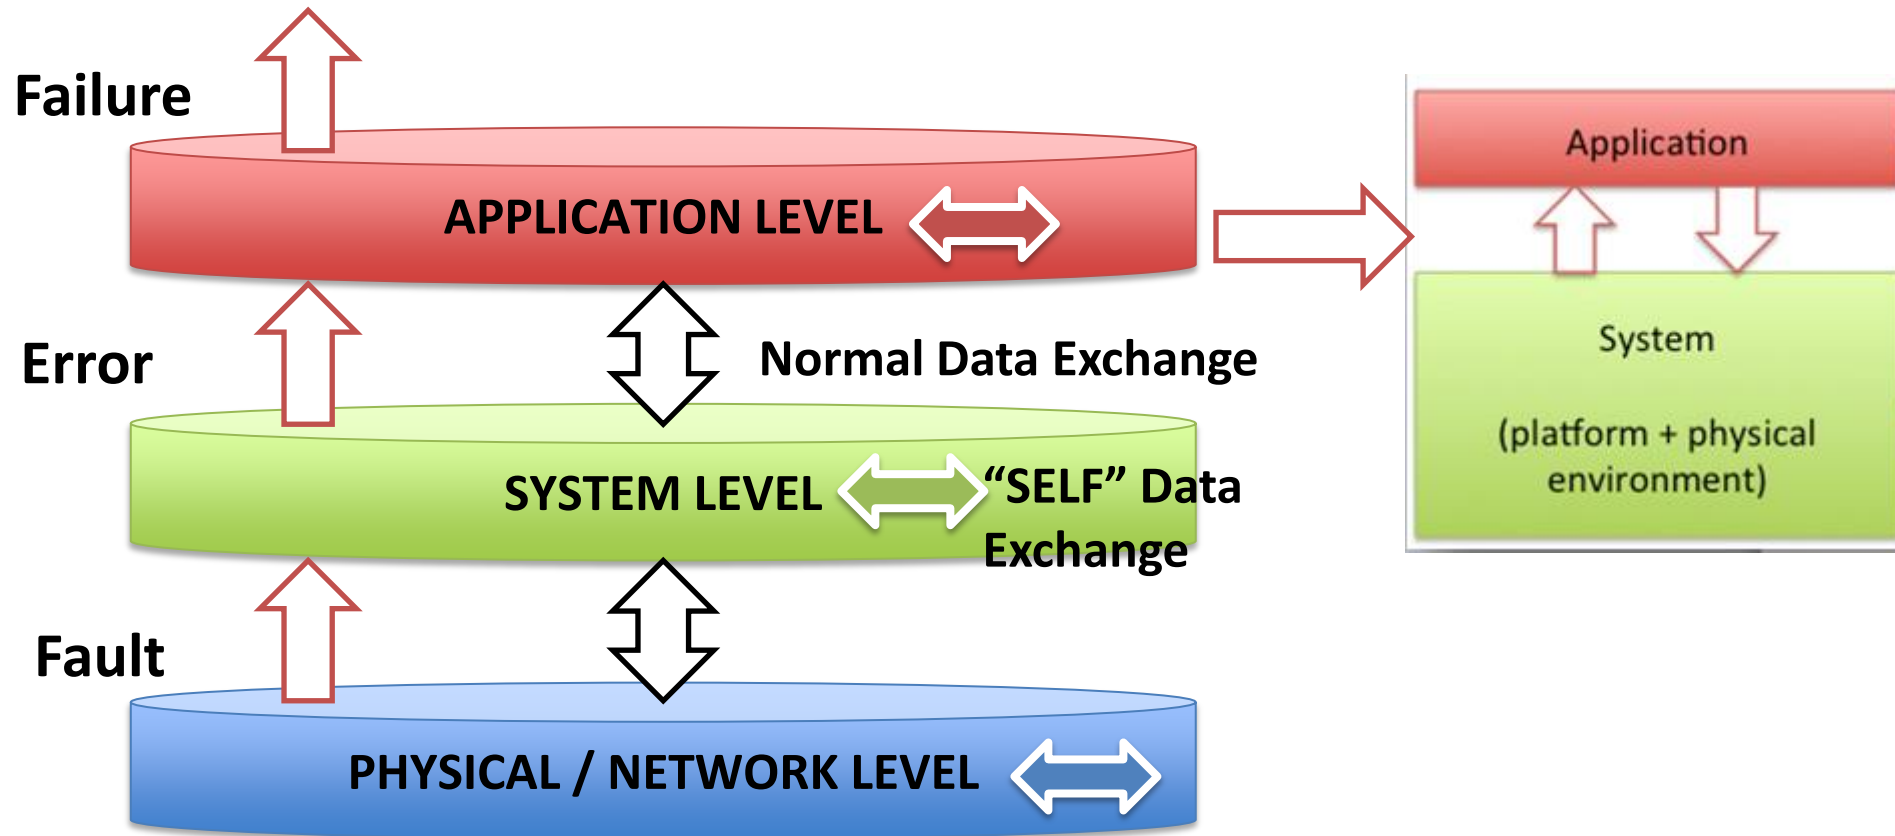 Failure
APPLICATION LEVEL
Error
Normal Data Exchange
SYSTEM LEVEL
“SELF” Data
Exchange
Fault
PHYSICAL / NETWORK LEVEL
Application
System
(platform + physical
environment)